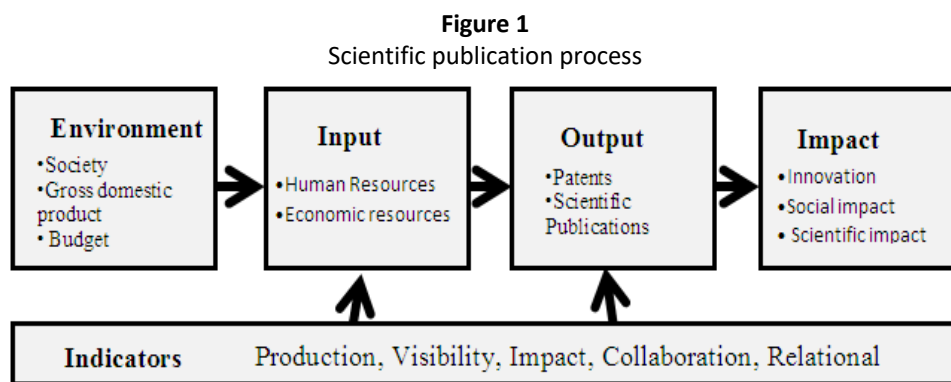 Figure 1
Scientific publication process
Environment
•Society
•Gross domestic
product
• Budget
Input
•Human Resources
•Economic resources
Output
•Patents
•Scientific
Publications
Impact
•Innovation
•Social impact
• Scientific impact
Indicators Production, Visibility, Impact, Collaboration, Relational